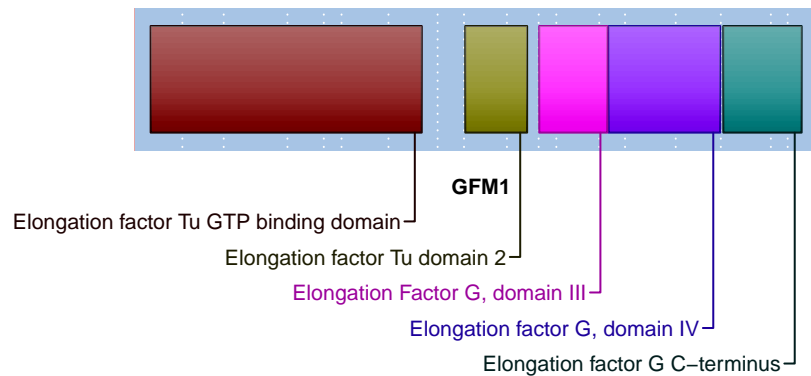 GFM1
Elongation factor Tu GTP binding domain
Elongation factor Tu domain 2
Elongation Factor G, domain III
Elongation factor G, domain IV
Elongation factor G C−terminus